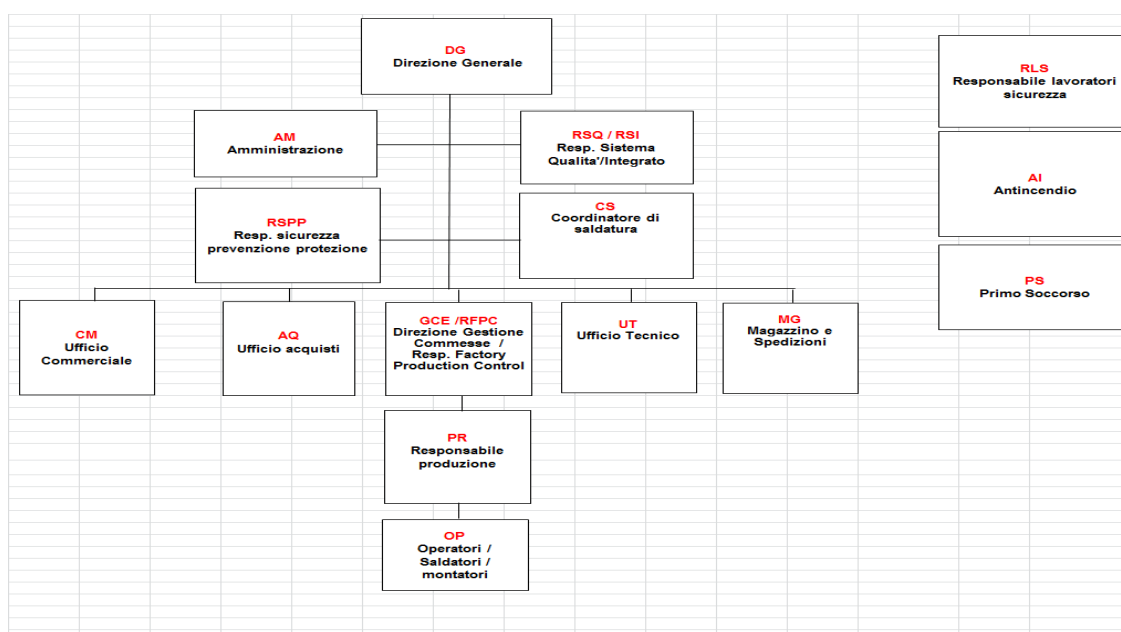 DG
Direzione Generale
RLS
Responsabile lavoratori
sicurezza
AM
Amministrazione
RSQ / RSI
Resp. Sistema
Qualita'/Integrato
AI
Antincendio
RSPP
Resp. sicurezza
prevenzione protezione
CS
Coordinatore di
saldatura
PS
Primo Soccorso
CM
Ufficio
Commerciale
AQ
Ufficio acquisti
GCE /RFPC
Direzione Gestione
Commesse /
Resp. Factory
Production Control
UT
Ufficio Tecnico
MG
Magazzino e
Spedizioni
PR
Responsabile
produzione
OP
Operatori /
Saldatori /
montatori